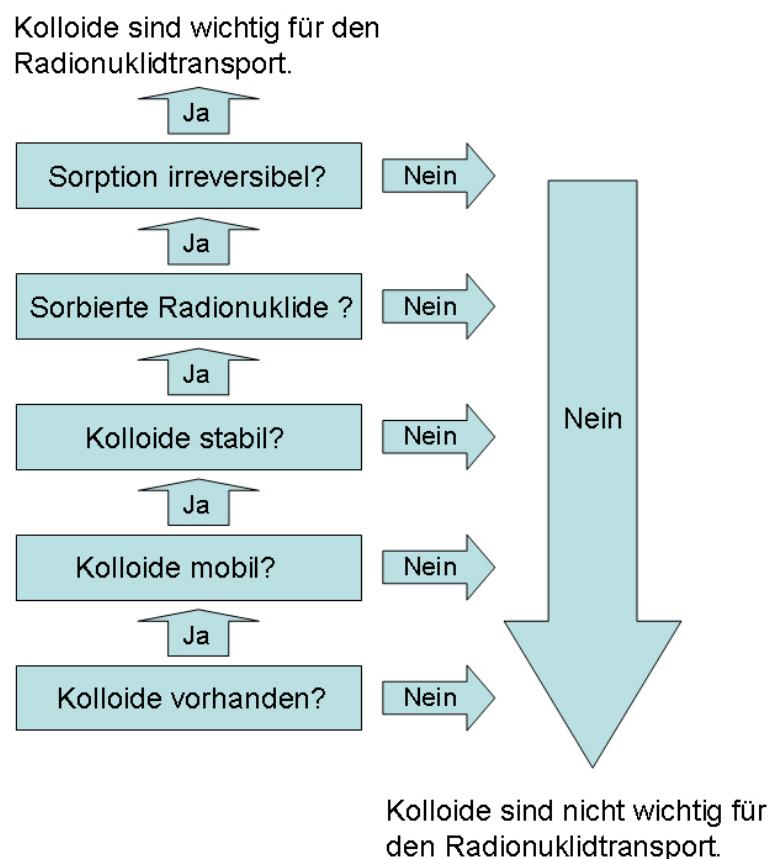 Kolloide sind wichtig für den
Radionuklidtransport.
Ja
Sorption irreversibel?
Nein
Ja
Sorbierte Radionuklide ?
Nein
Ja
Kolloide stabil?
Nein
Nein
Ja
Kolloide mobil?
Nein
Ja
Kolloide vorhanden?
Nein
Kolloide sind nicht wichtig für
den Radionuklidtransport.